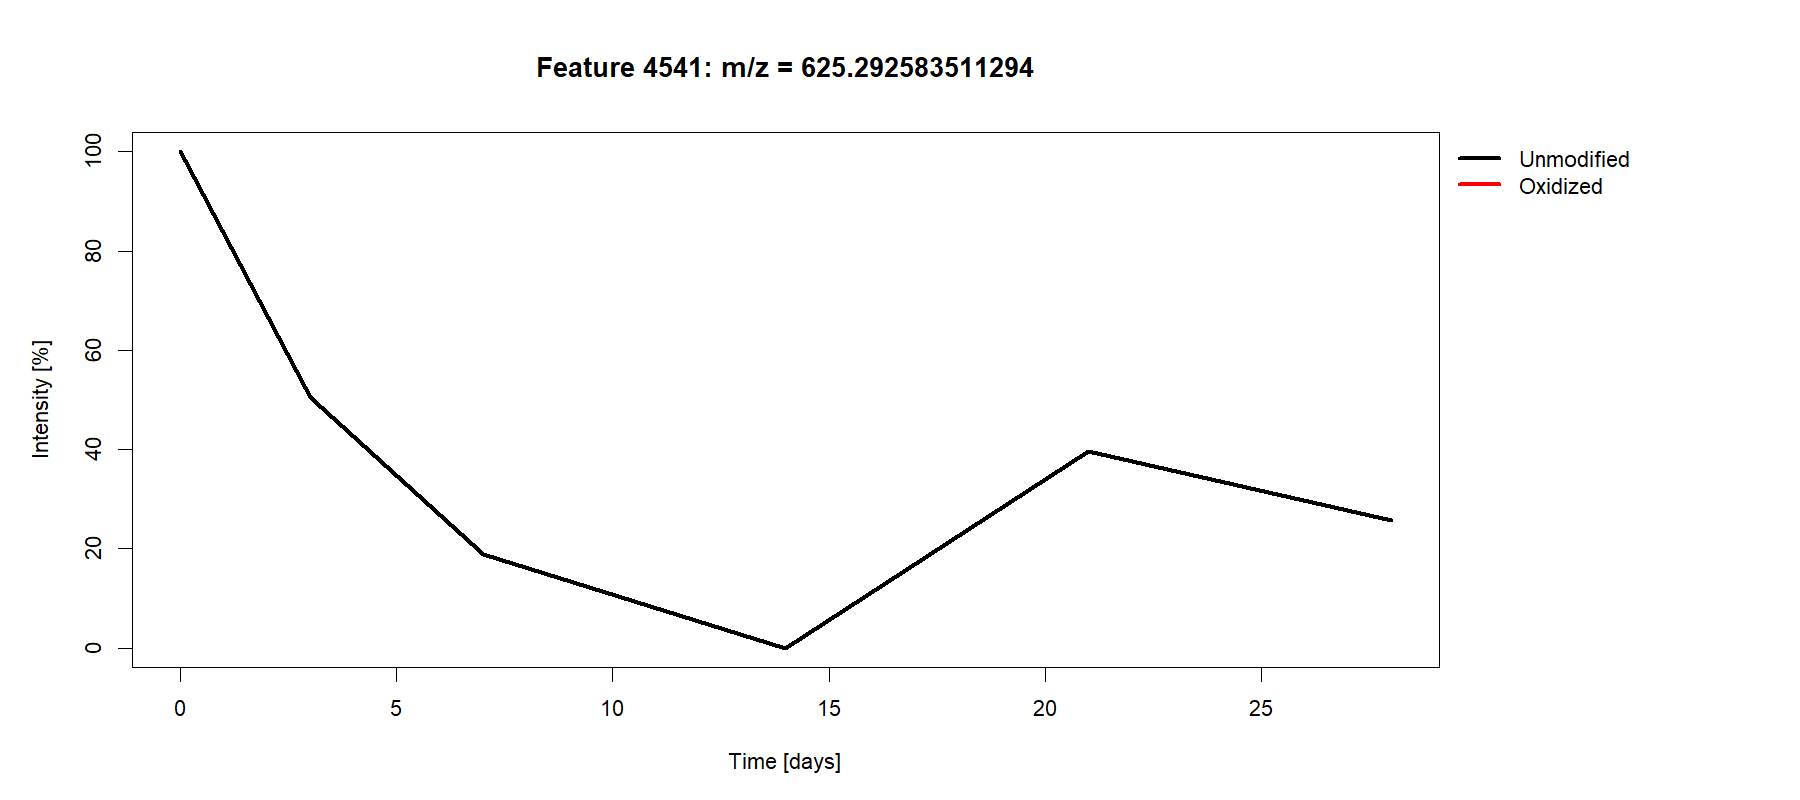 Feature 4541: m/z = 625.292583511294
Unmodified
Oxidized
Intensity [%]
100
80
60
40
20
0
0 5 10 15 20 25
Time [days]